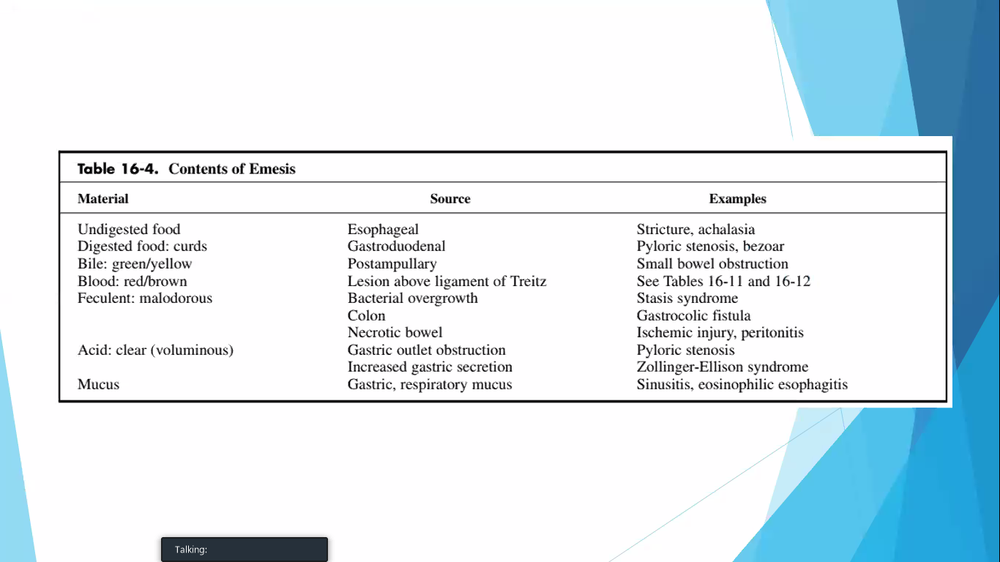 Table 16-4. Contents of Emesis
Material Source Examples
Undigested food Esophageal Stricture, achalasia
Digested food: curds Gastroduodenal Pyloric stenosis, bezoar
Bile: green/yellow Postampullary Small bowel obstruction
Blood: red/brown Lesion above ligament of Treitz See Tables 16-11 and 16-12
Feculent: malodorous Bacterial overgrowth Stasis syndrome
Colon Gastrocolic fistula
Necrotic bowel Ischemic injury, peritonitis
Acid: clear (voluminous) Gastric outlet obstruction Pyloric stenosis
Increased gastric secretion Zollinger-Ellison syndrome
Mucus Gastric, respiratory mucus Sinusitis, eosinophilic esophagitis
Talking: